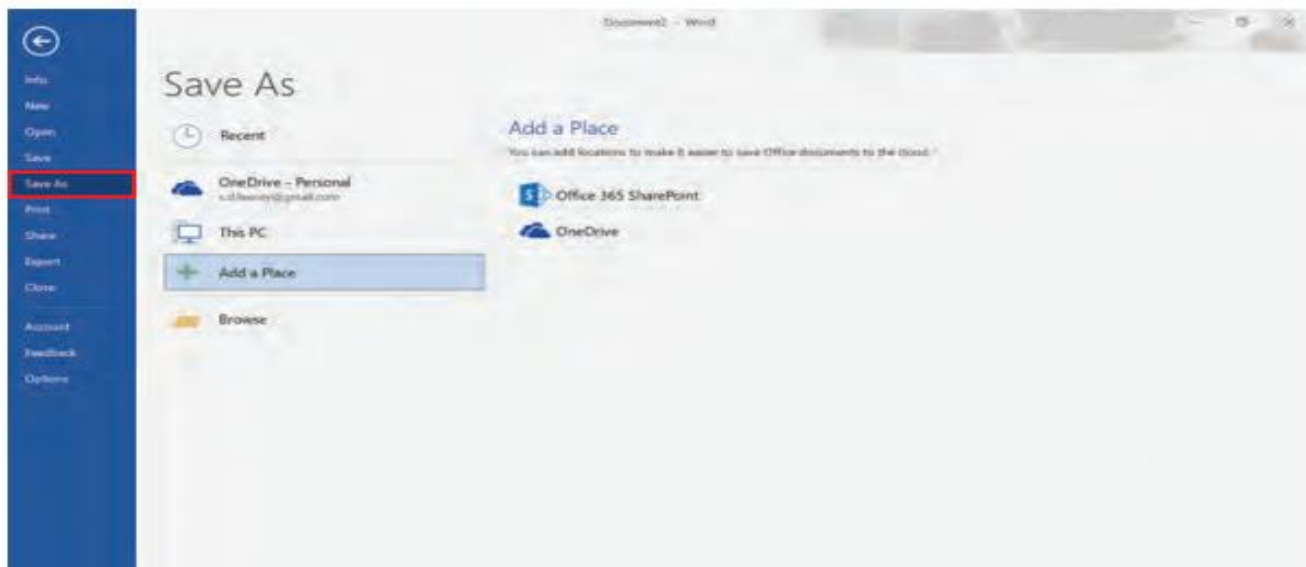 Document2 - Word
Info
New
Open
Save
Save As
Print
Share
Export
Close
Account
Feedback
Options
Save As
Recent
OneDrive – Personal
This PC
Add a Place
Browse
Add a Place
You can add locations to make it easier to save Office documents to the cloud.
Office 365 SharePoint
OneDrive